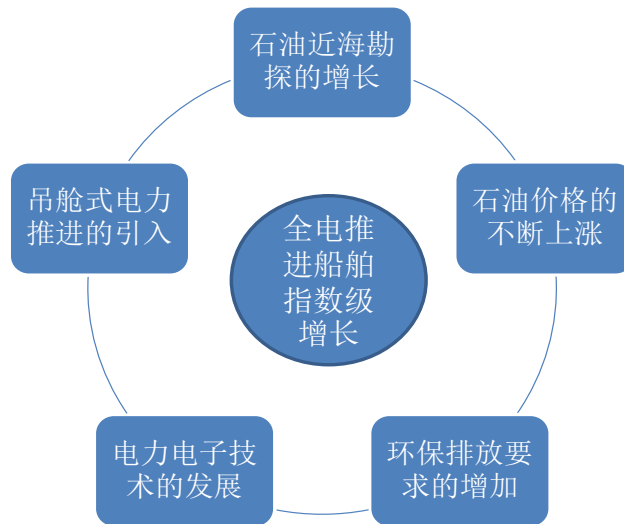 石油近海勘
探的增长
吊舱式电力
推进的引入
石油价格的
不断上涨
全电推
进船舶
指数级
增长
电力电子技
术的发展
环保排放要
求的增加